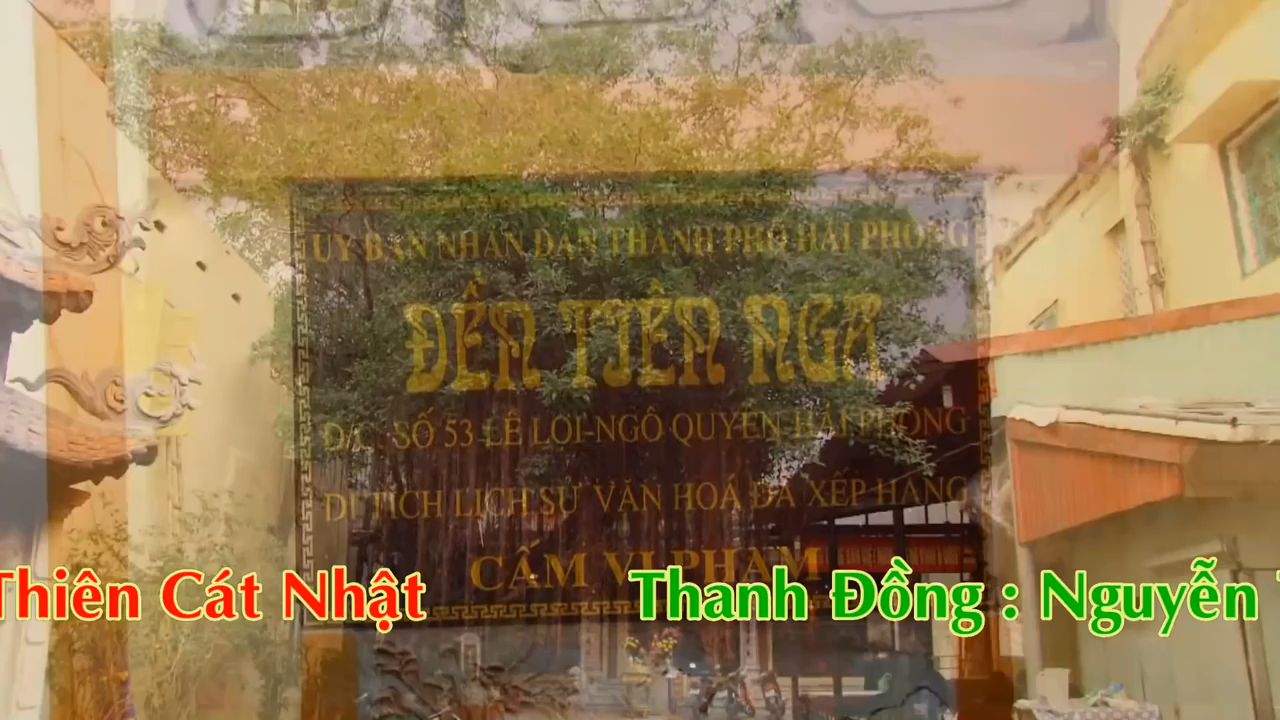 UỶ BAN NHÂN DÂN THÀNH PHỐ HẢI PHÒNG
ĐỀN TIÊN NGA
Đ/C: SỐ 53-LÊ LỢI-NGÔ QUYỀN-HẢI PHÒNG
DI TÍCH LỊCH SỬ VĂN HOÁ ĐÃ XẾP HẠNG
CẤM VI PHẠM
Thiên Cát Nhật Thanh Đồng : Nguyễn